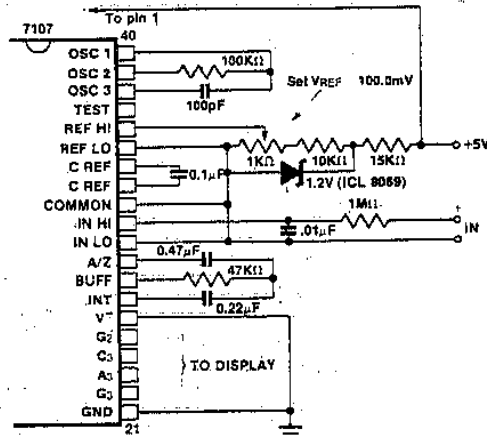 To pin 1
7107
40
OSC 1
OSC 2
100KΩ
OSC 3
100pF
TEST
Set VREF 100.0mV
REF HI
REF LO
1KΩ
10KΩ
15KΩ
+5V
C REF
0.1µF
1.2V (ICL 8069)
C REF
COMMON
1MΩ
+
IN HI
.01µF
IN
IN LO
-
A/Z
0.47µF
BUFF
47KΩ
INT
0.22µF
V-
G2
C3
TO DISPLAY
A3
G3
GND
21